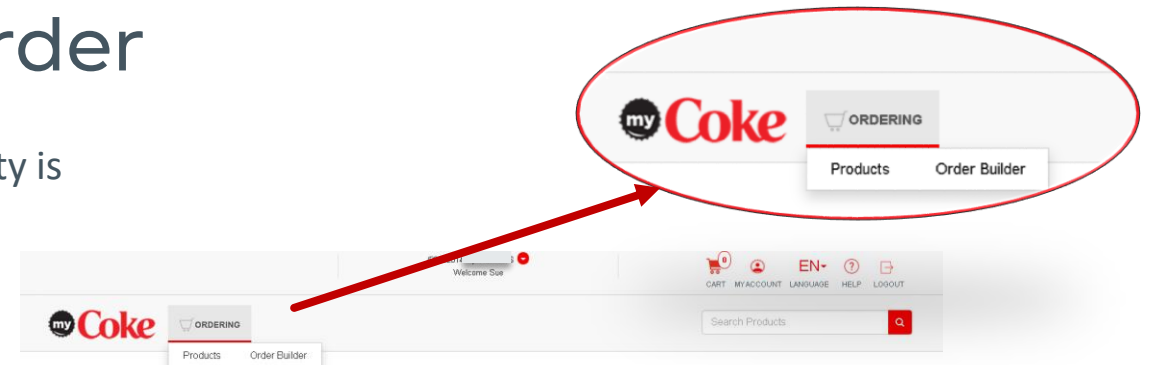 rder
ty is
my Coke ORDERING
Products Order Builder
Welcome Sue
0
CART MY ACCOUNT EN LANGUAGE HELP LOGOUT
my Coke ORDERING
Search Products
Products Order Builder